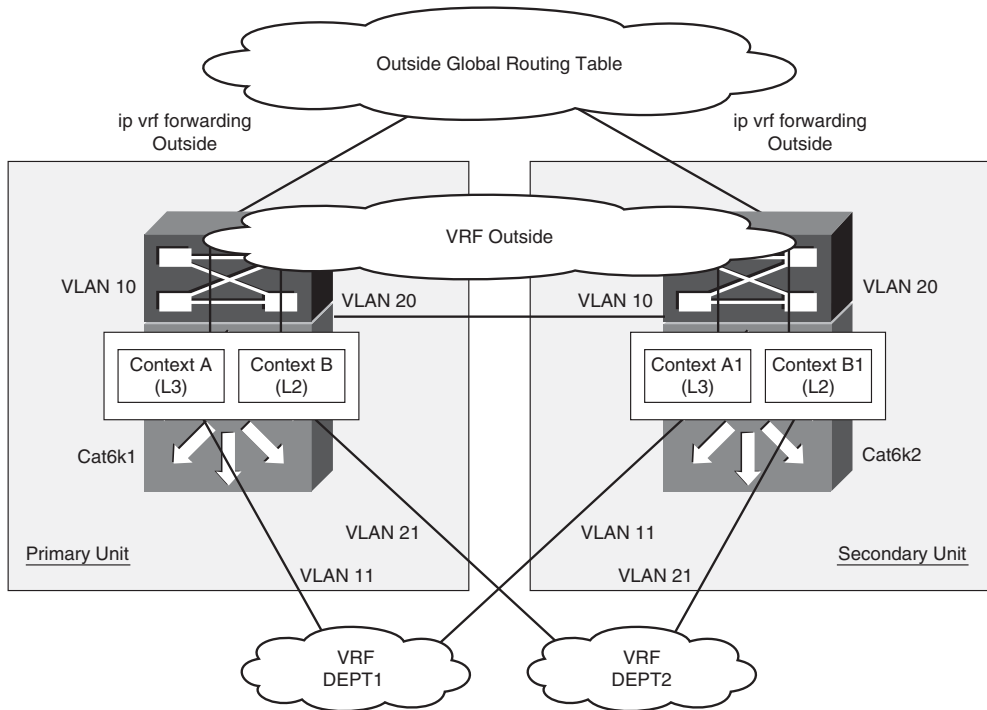 Outside Global Routing Table
ip vrf forwarding
Outside
ip vrf forwarding
Outside
VRF Outside
VLAN 10
VLAN 20
VLAN 10
VLAN 20
Context A
(L3)
Context B
(L2)
Context A1
(L3)
Context B1
(L2)
Cat6k1
Cat6k2
VLAN 21
VLAN 11
Primary Unit
VLAN 11
VLAN 21
Secondary Unit
VRF
DEPT1
VRF
DEPT2